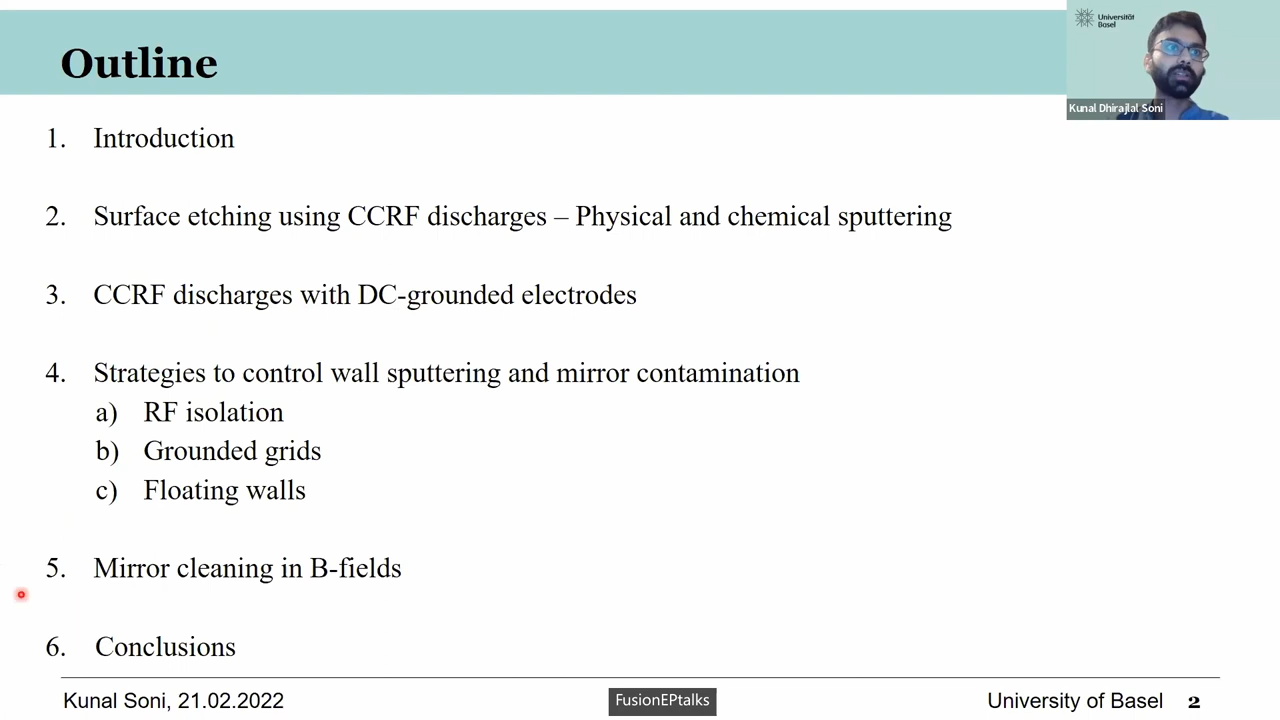 Outline
Universität
Basel
Kunal Dhirajlal Soni
1. Introduction
2. Surface etching using CCRF discharges – Physical and chemical sputtering
3. CCRF discharges with DC-grounded electrodes
4. Strategies to control wall sputtering and mirror contamination
a) RF isolation
b) Grounded grids
c) Floating walls
5. Mirror cleaning in B-fields
6. Conclusions
Kunal Soni, 21.02.2022
FusionEPtalks
University of Basel 2